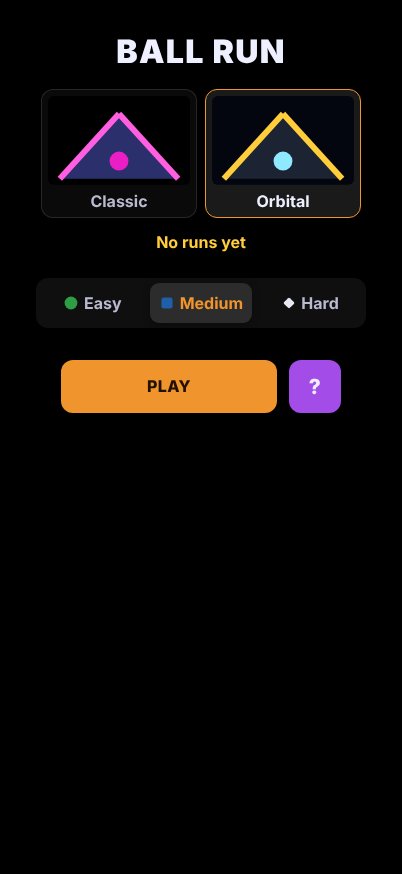 BALL RUN
Classic
Orbital
No runs yet
Easy
Medium
Hard
PLAY
?